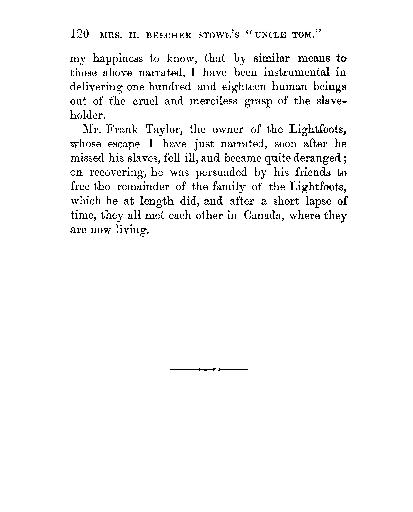 120 MRS. H. BEECHER STOWE'S "UNCLE TOM."
my happiness to know, that by similar means to
those above narrated, I have been instrumental in
delivering one hundred and eighteen human beings
out of the cruel and merciless grasp of the slave-
holder.
Mr. Frank Taylor, the owner of the Lightfoots,
whose escape I have just narrated, soon after he
missed his slaves, fell ill, and became quite deranged;
on recovering, he was persuaded by his friends to
free the remainder of the family of the Lightfoots,
which he at length did, and after a short lapse of
time, they all met each other in Canada, where they
are now living.